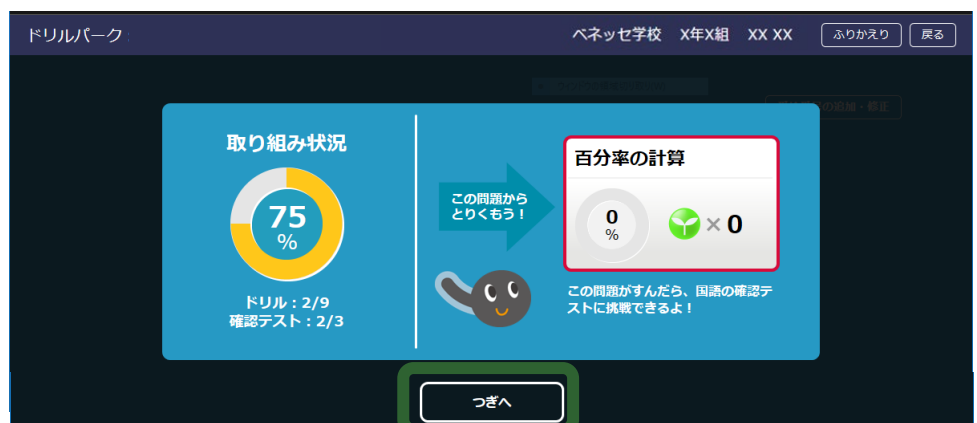 ドリルパーク
ベネッセ学校 X年X組 XX XX
ふりかえり
戻る
取り組み状況
75
%
ドリル：2/9
確認テスト：2/3
この問題から
とりくもう！
百分率の計算
0
%
×0
この問題がすんだら、国語の確認テ
ストに挑戦できるよ！
つぎへ